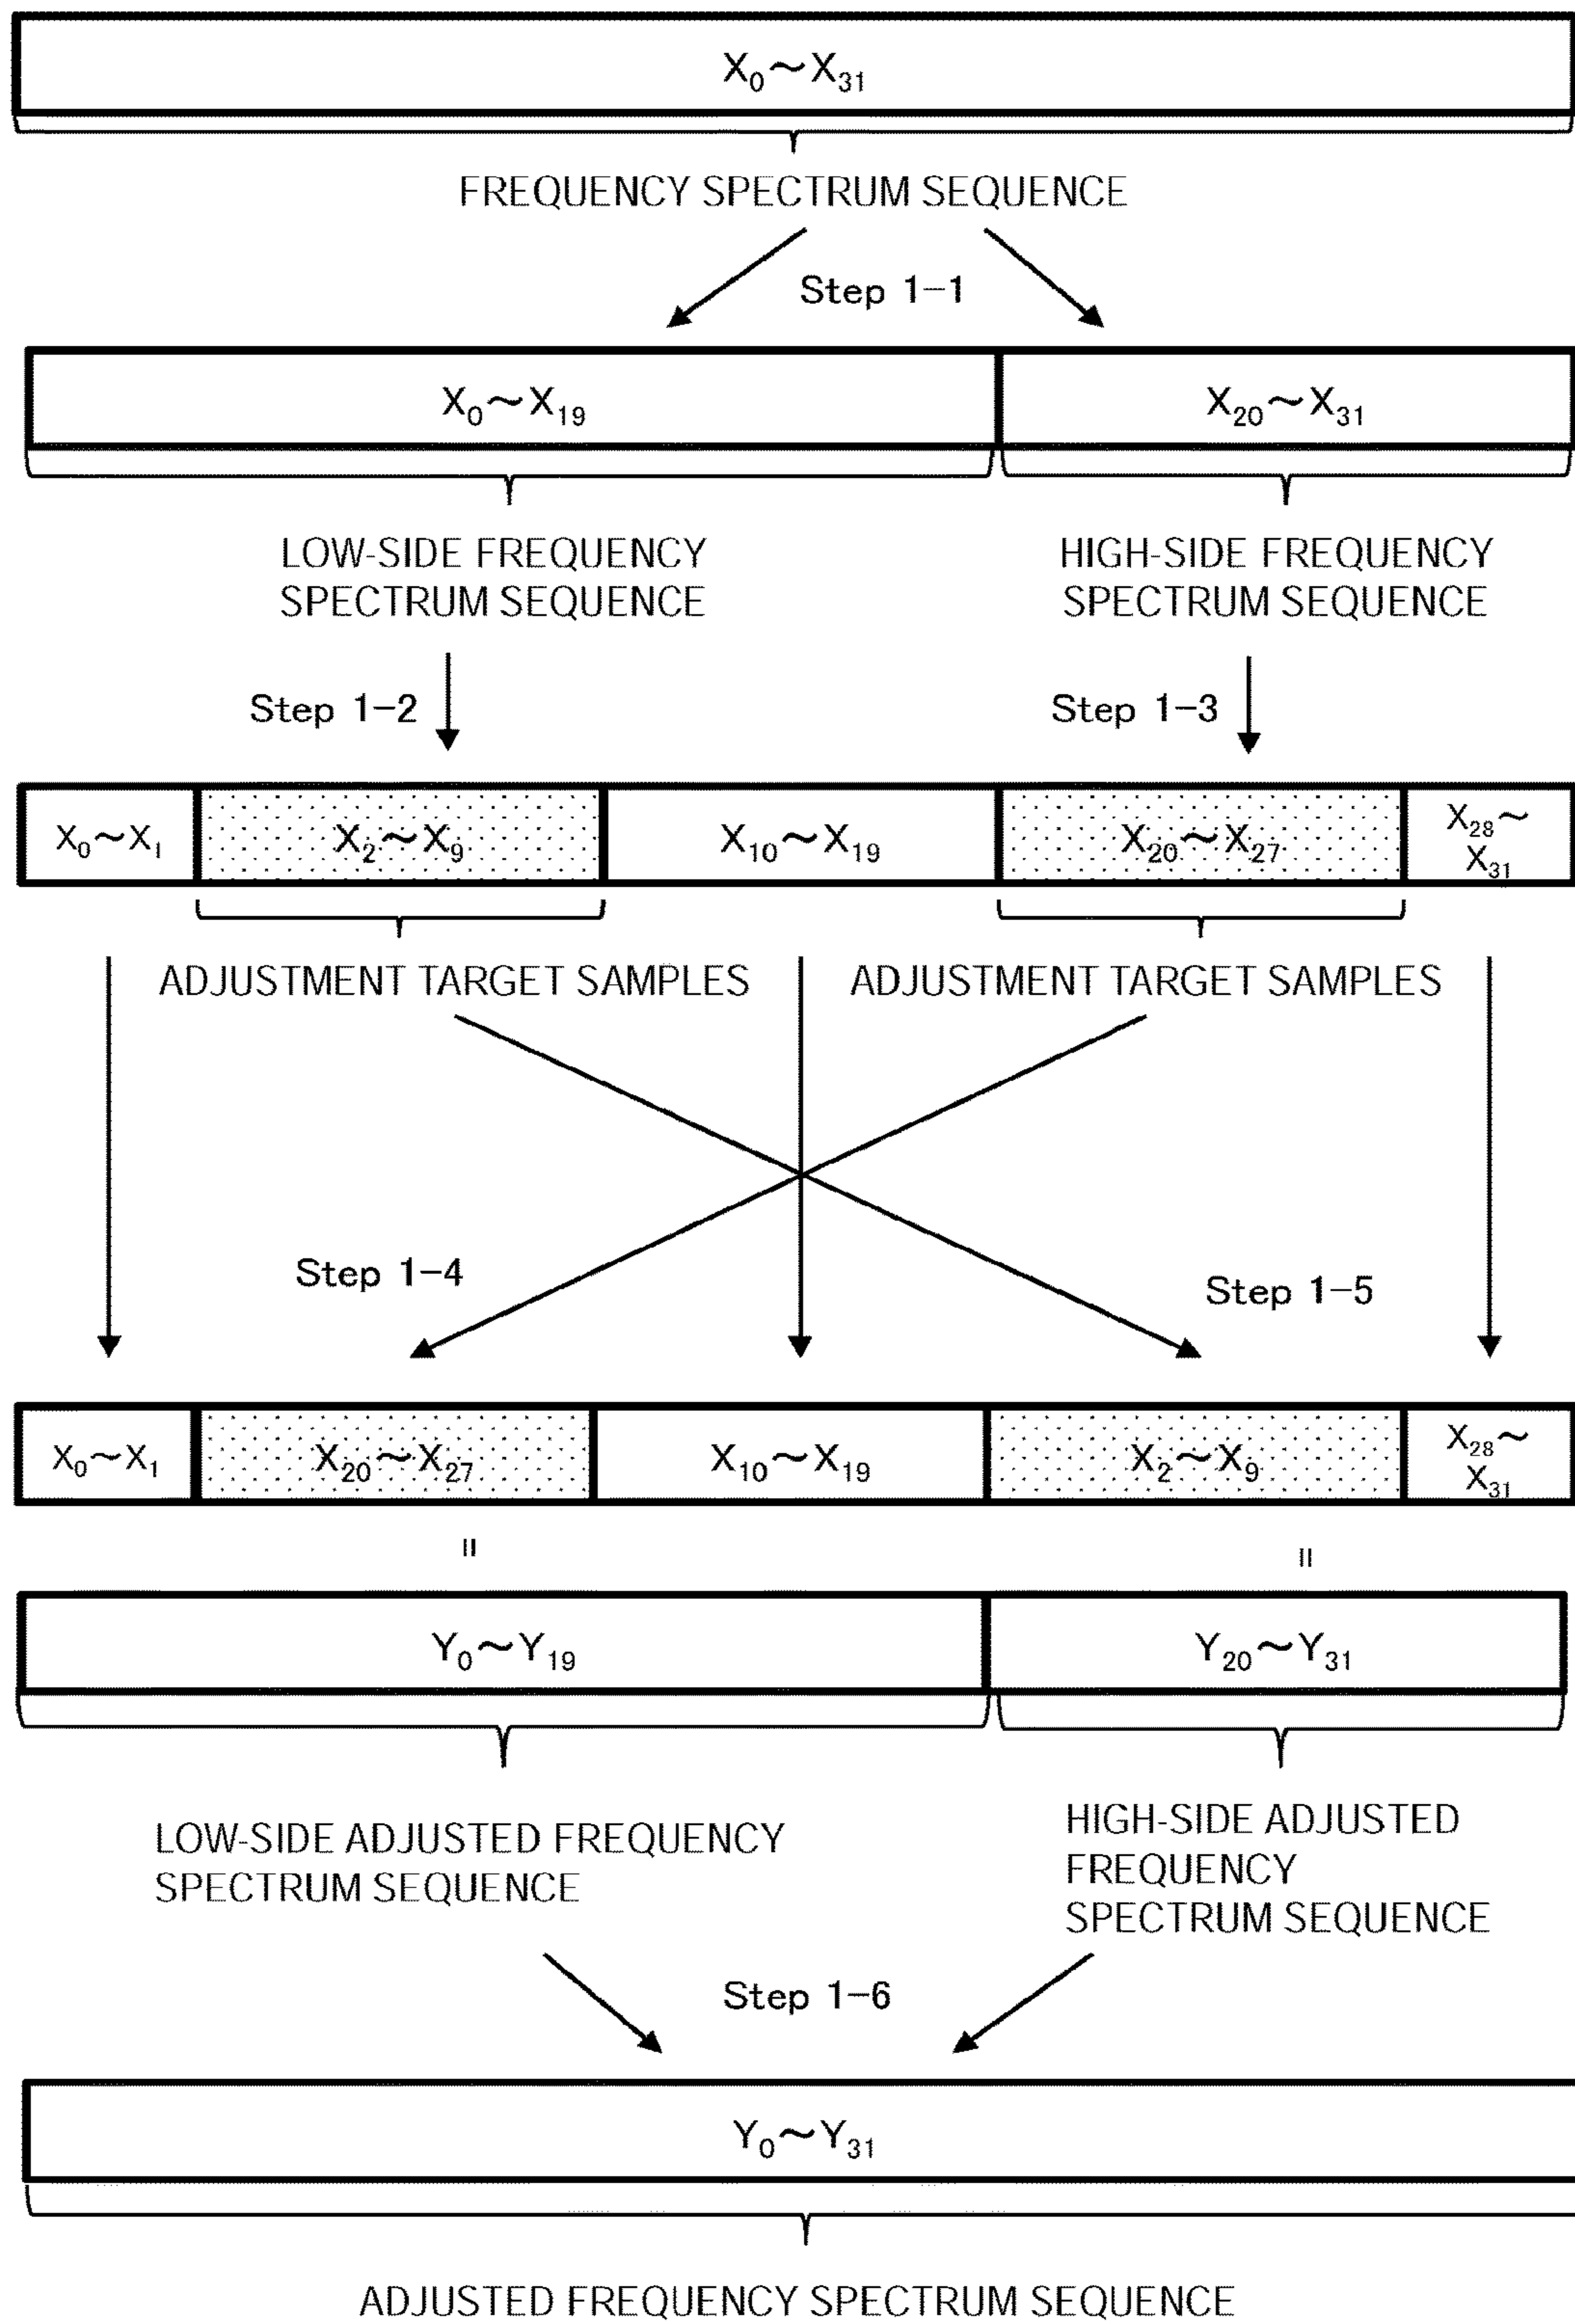 X₀～X₃₁
FREQUENCY SPECTRUM SEQUENCE
Step 1-1
X₀～X₁₉
X₂₀～X₃₁
LOW-SIDE FREQUENCY
SPECTRUM SEQUENCE
HIGH-SIDE FREQUENCY
SPECTRUM SEQUENCE
Step 1-2
Step 1-3
X₀～X₁
X₂～X₉
X₁₀～X₁₉
X₂₀～X₂₇
X₂₈～
X₃₁
ADJUSTMENT TARGET SAMPLES
ADJUSTMENT TARGET SAMPLES
Step 1-4
Step 1-5
X₀～X₁
X₂₀～X₂₇
X₁₀～X₁₉
X₂～X₉
X₂₈～
X₃₁
=
=
Y₀～Y₁₉
Y₂₀～Y₃₁
LOW-SIDE ADJUSTED FREQUENCY
SPECTRUM SEQUENCE
HIGH-SIDE ADJUSTED
FREQUENCY
SPECTRUM SEQUENCE
Step 1-6
Y₀～Y₃₁
ADJUSTED FREQUENCY SPECTRUM SEQUENCE